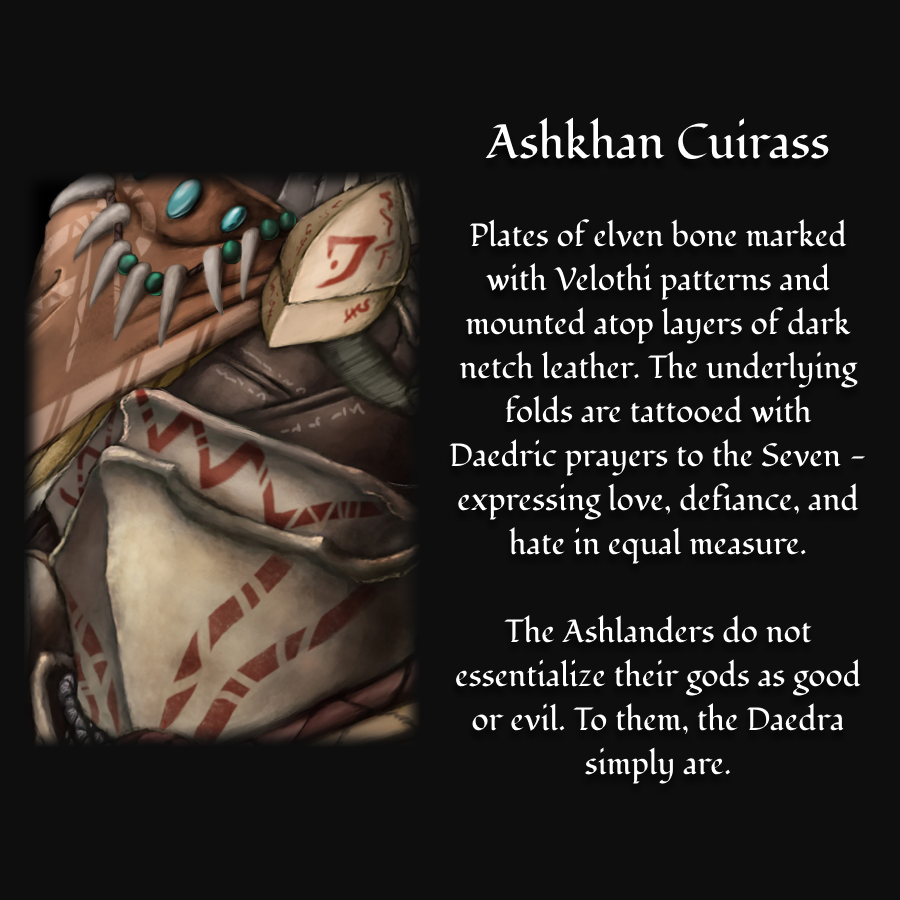 Ashkhan Cuirass
Plates of elven bone marked
with Velothi patterns and
mounted atop layers of dark
netch leather. The underlying
folds are tattooed with
Daedric prayers to the Seven –
expressing love, defiance, and
hate in equal measure.
The Ashlanders do not
essentialize their gods as good
or evil. To them, the Daedra
simply are.